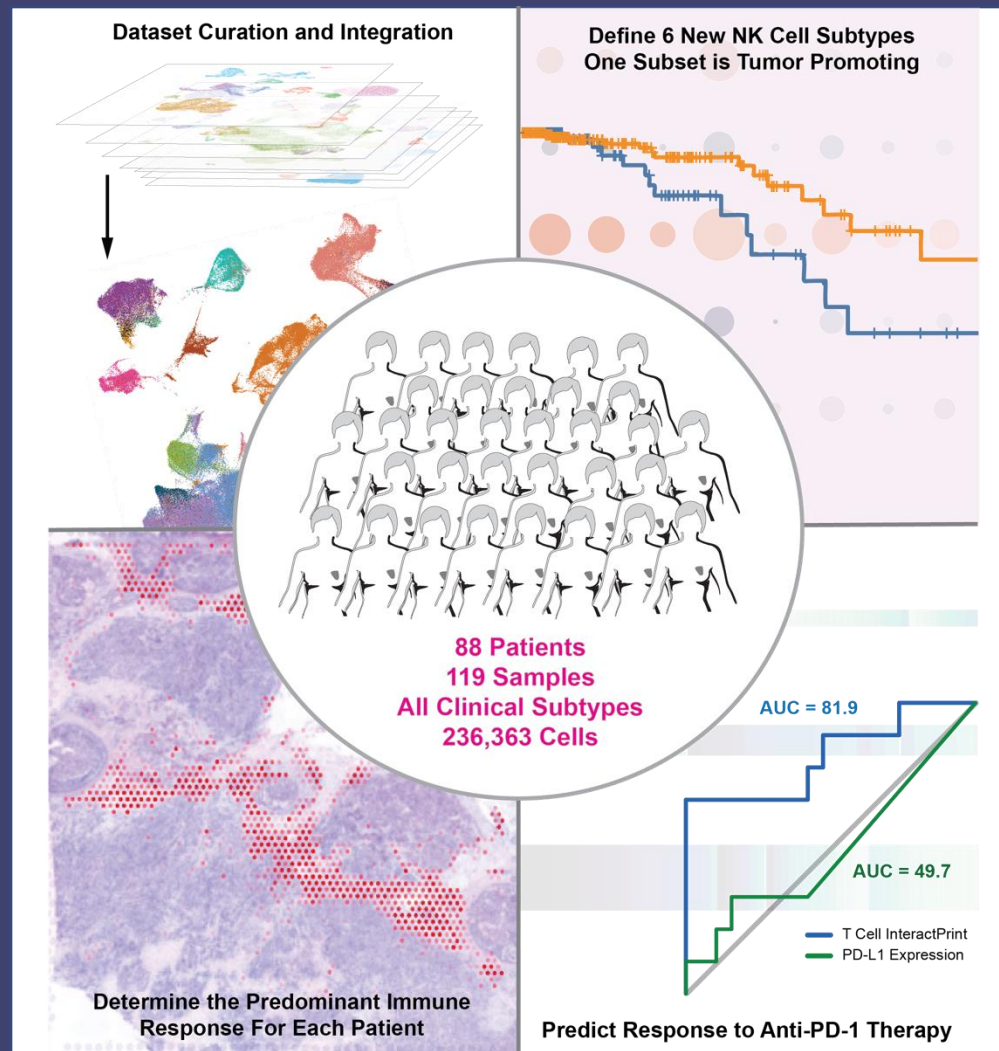 Dataset Curation and Integration
Define 6 New NK Cell Subtypes
One Subset is Tumor Promoting
88 Patients
119 Samples
All Clinical Subtypes
236,363 Cells
Determine the Predominant Immune
Response For Each Patient
AUC = 81.9
AUC = 49.7
T Cell InteractPrint
PD-L1 Expression
Predict Response to Anti-PD-1 Therapy